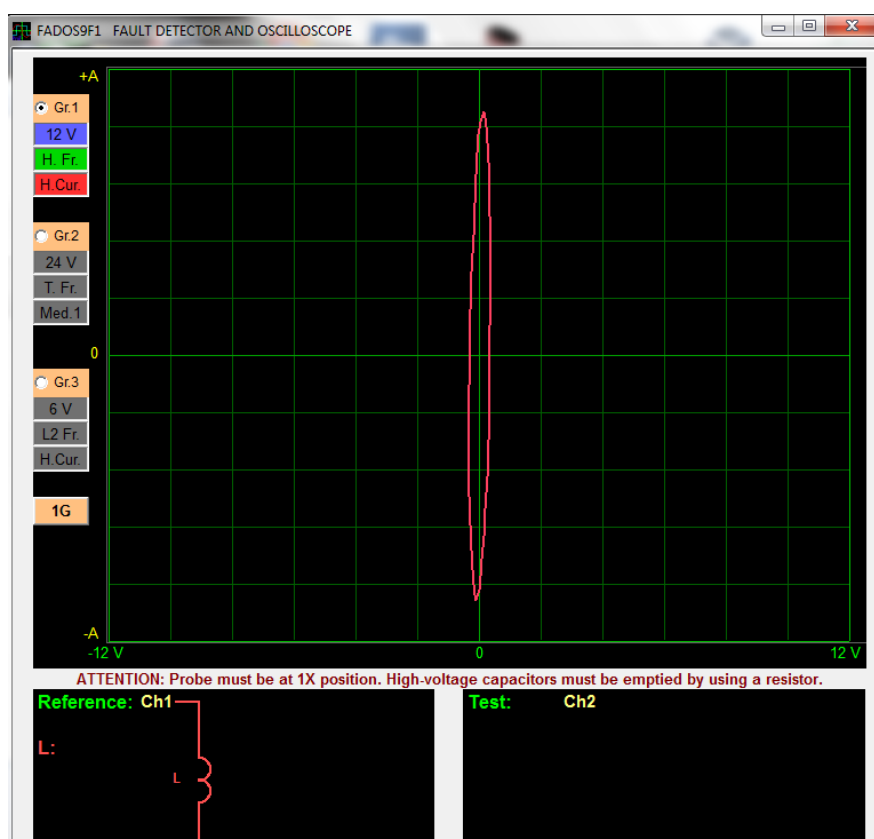 FADOS9F1 FAULT DETECTOR AND OSCILLOSCOPE
+A
Gr.1
12 V
H. Fr.
H.Cur.
Gr.2
24 V
T. Fr.
Med.1
0
Gr.3
6 V
L2 Fr.
H.Cur.
1G
-A
-12 V 0 12 V
ATTENTION: Probe must be at 1X position. High-voltage capacitors must be emptied by using a resistor.
Reference: Ch1
L:
L
Test: Ch2